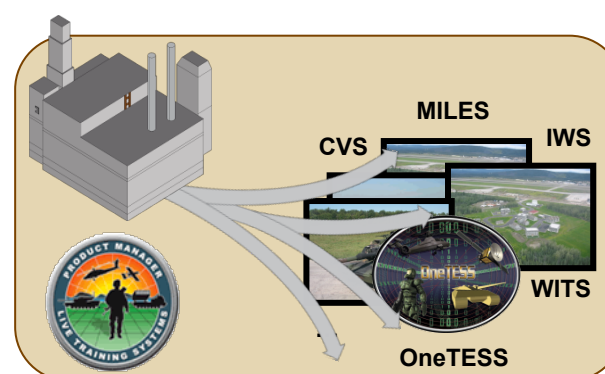 MILES
IWS
CVS
OneTESS
WITS
OneTESS
PRODUCT MANAGER
LIVE TRAINING SYSTEMS